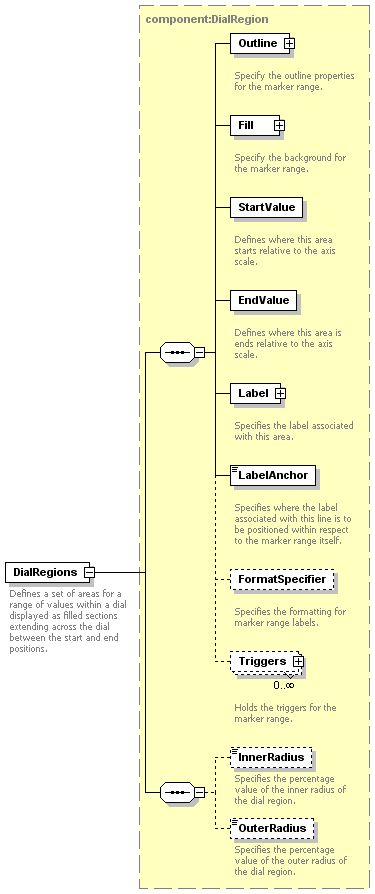 component:DialRegion
Outline
Specify the outline properties
for the marker range.
Fill
Specify the background for
the marker range.
StartValue
Defines where this area
starts relative to the axis
scale.
EndValue
Defines where this area is
ends relative to the axis
scale.
Label
Specifies the label associated
with this area.
LabelAnchor
Specifies where the label
associated with this line is to
be positioned within respect
to the marker range itself.
FormatSpecifier
Specifies the formatting for
marker range labels.
Triggers
0..∞
Holds the triggers for the
marker range.
DialRegions
Defines a set of areas for a
range of values within a dial
displayed as filled sections
extending across the dial
between the start and end
positions.
InnerRadius
Specifies the percentage
value of the inner radius of
the dial region.
OuterRadius
Specifies the percentage
value of the outer radius of
the dial region.